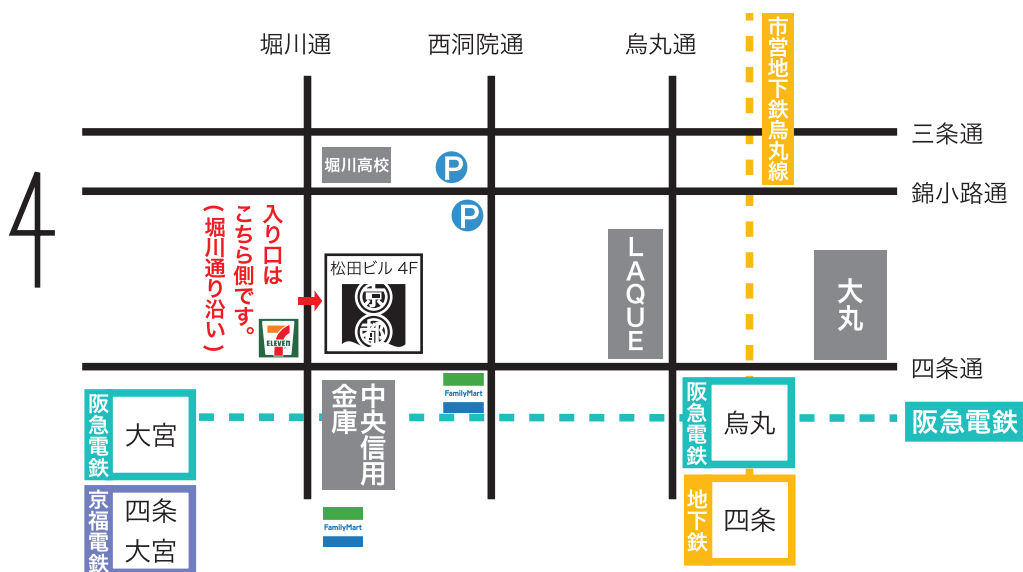 堀川通
西洞院通
烏丸通
市営地下鉄烏丸線
三条通
堀川高校
P
錦小路通
P
入り口は
こちら側です。
(堀川通り沿い)
松田ビル 4F
京
都
LAQUE
大丸
7
ELEVEN
四条通
FamilyMart
中央信用
金庫
阪急電鉄
大宮
阪急電鉄
烏丸
阪急電鉄
京福電鉄
四条
大宮
FamilyMart
地下鉄
四条